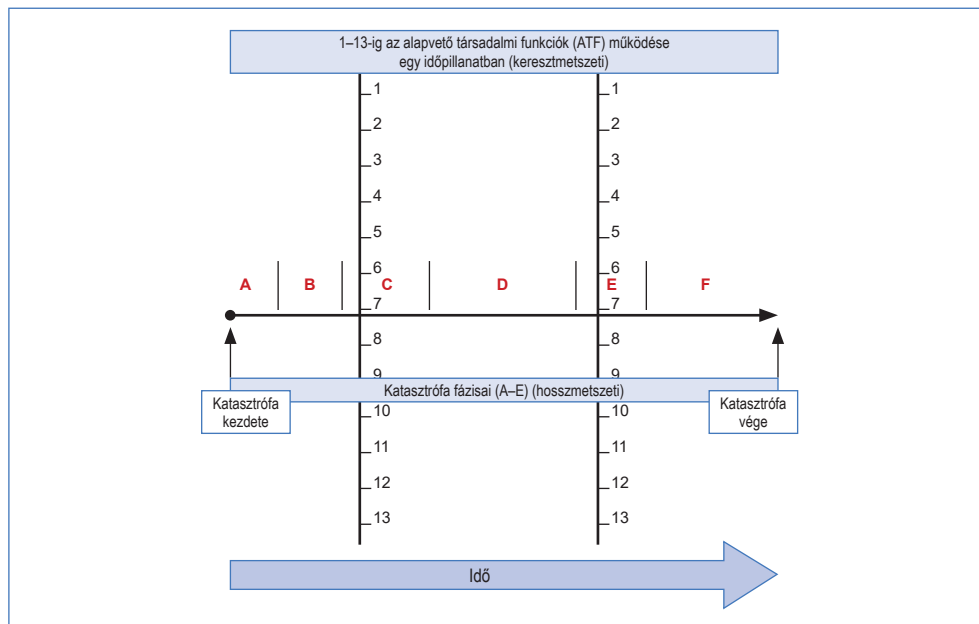 1–13-ig az alapvető társadalmi funkciók (ATF) működése
egy időpillanatban (keresztmetszeti)
1 1
2 2
3 3
4 4
5 5
6 6
A B C D E F
7 7
8 8
9 9
Katasztrófa fázisai (A–E) (hosszmetszeti)
Katasztrófa
kezdete
Katasztrófa
vége
10 10
11 11
12 12
13 13
Idő